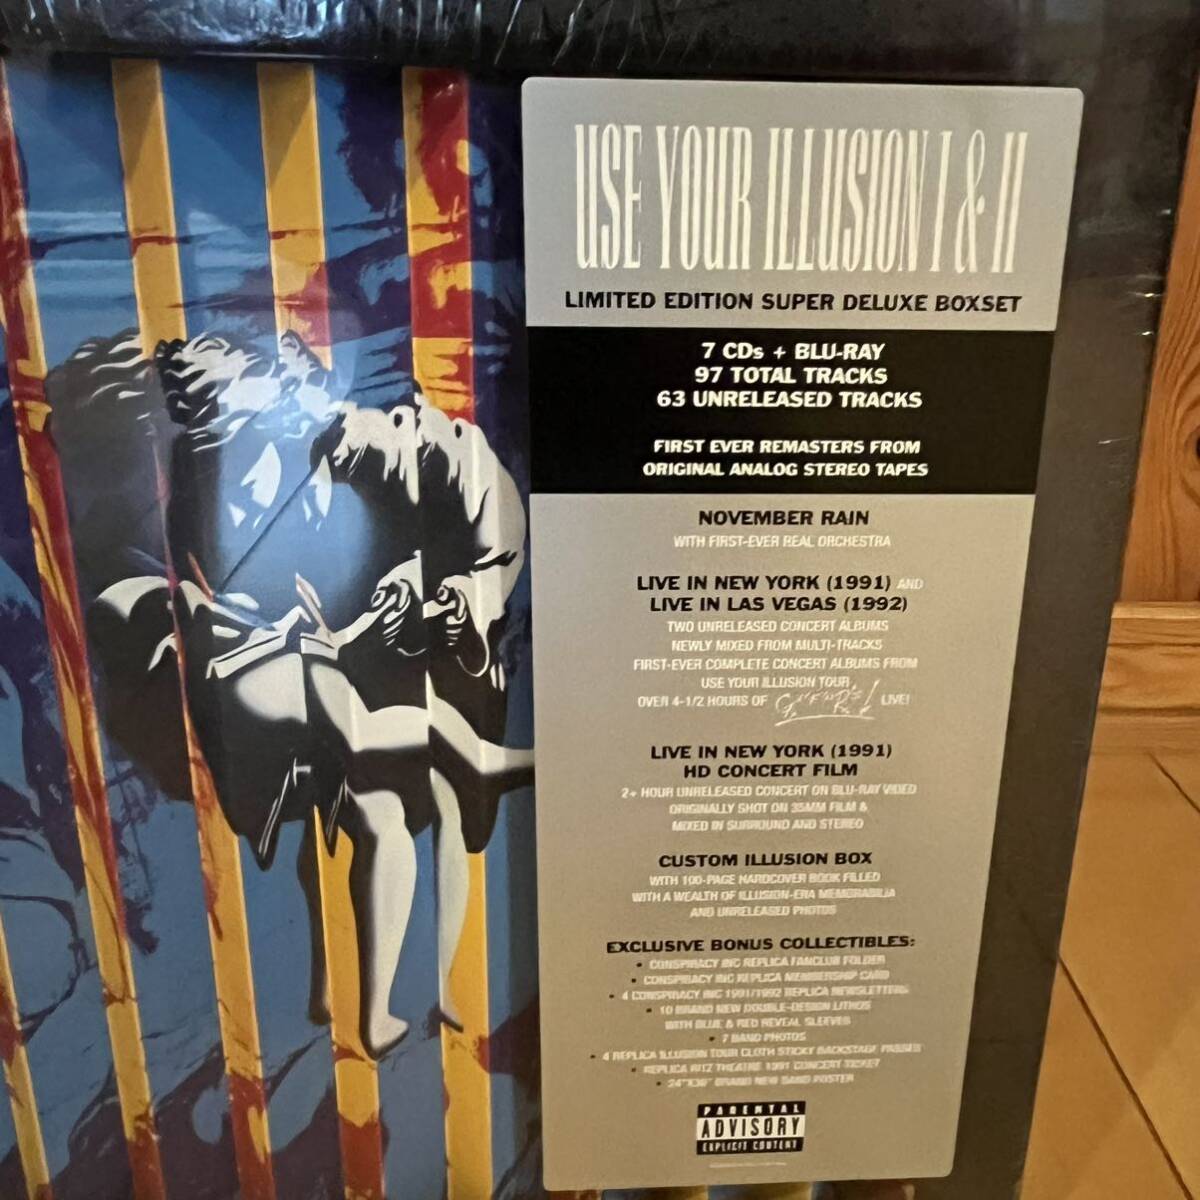 USE YOUR ILLUSION I & II
LIMITED EDITION SUPER DELUXE BOXSET
7 CDs + BLU-RAY
97 TOTAL TRACKS
63 UNRELEASED TRACKS
FIRST EVER REMASTERS FROM
ORIGINAL ANALOG STEREO TAPES
NOVEMBER RAIN
WITH FIRST-EVER REAL ORCHESTRA
LIVE IN NEW YORK (1991) AND
LIVE IN LAS VEGAS (1992)
TWO UNRELEASED CONCERT ALBUMS
NEWLY MIXED FROM MULTI-TRACKS
FIRST-EVER COMPLETE CONCERT ALBUMS FROM
USE YOUR ILLUSION TOUR
OVER 4-1/2 HOURS OF LIVE!
LIVE IN NEW YORK (1991)
HD CONCERT FILM
2+ HOUR UNRELEASED CONCERT ON BLU-RAY VIDEO
ORIGINALLY SHOT ON 35MM FILM &
MIXED IN SURROUND AND STEREO
CUSTOM ILLUSION BOX
WITH 100-PAGE HARDCOVER BOOK FILLED
WITH A WEALTH OF ILLUSION-ERA MEMORABILIA
AND UNRELEASED PHOTOS
EXCLUSIVE BONUS COLLECTIBLES:
• CONSPIRACY INC REPLICA FANCLUB FOLDER
• CONSPIRACY INC REPLICA MEMBERSHIP CARD
• 4 CONSPIRACY INC 1991/1992 REPLICA NEWSLETTERS
• 10 BRAND NEW DOUBLE-DESIGN LITHOS
WITH BLUE & RED REVEAL SLEEVES
• 7 BAND PHOTOS
• 4 REPLICA ILLUSION TOUR CLOTH STICKY BACKSTAGE PASSES
• REPLICA RITZ THEATRE 1991 CONCERT TICKET
• 24"X36" BRAND NEW BAND POSTER
PARENTAL
ADVISORY
EXPLICIT CONTENT